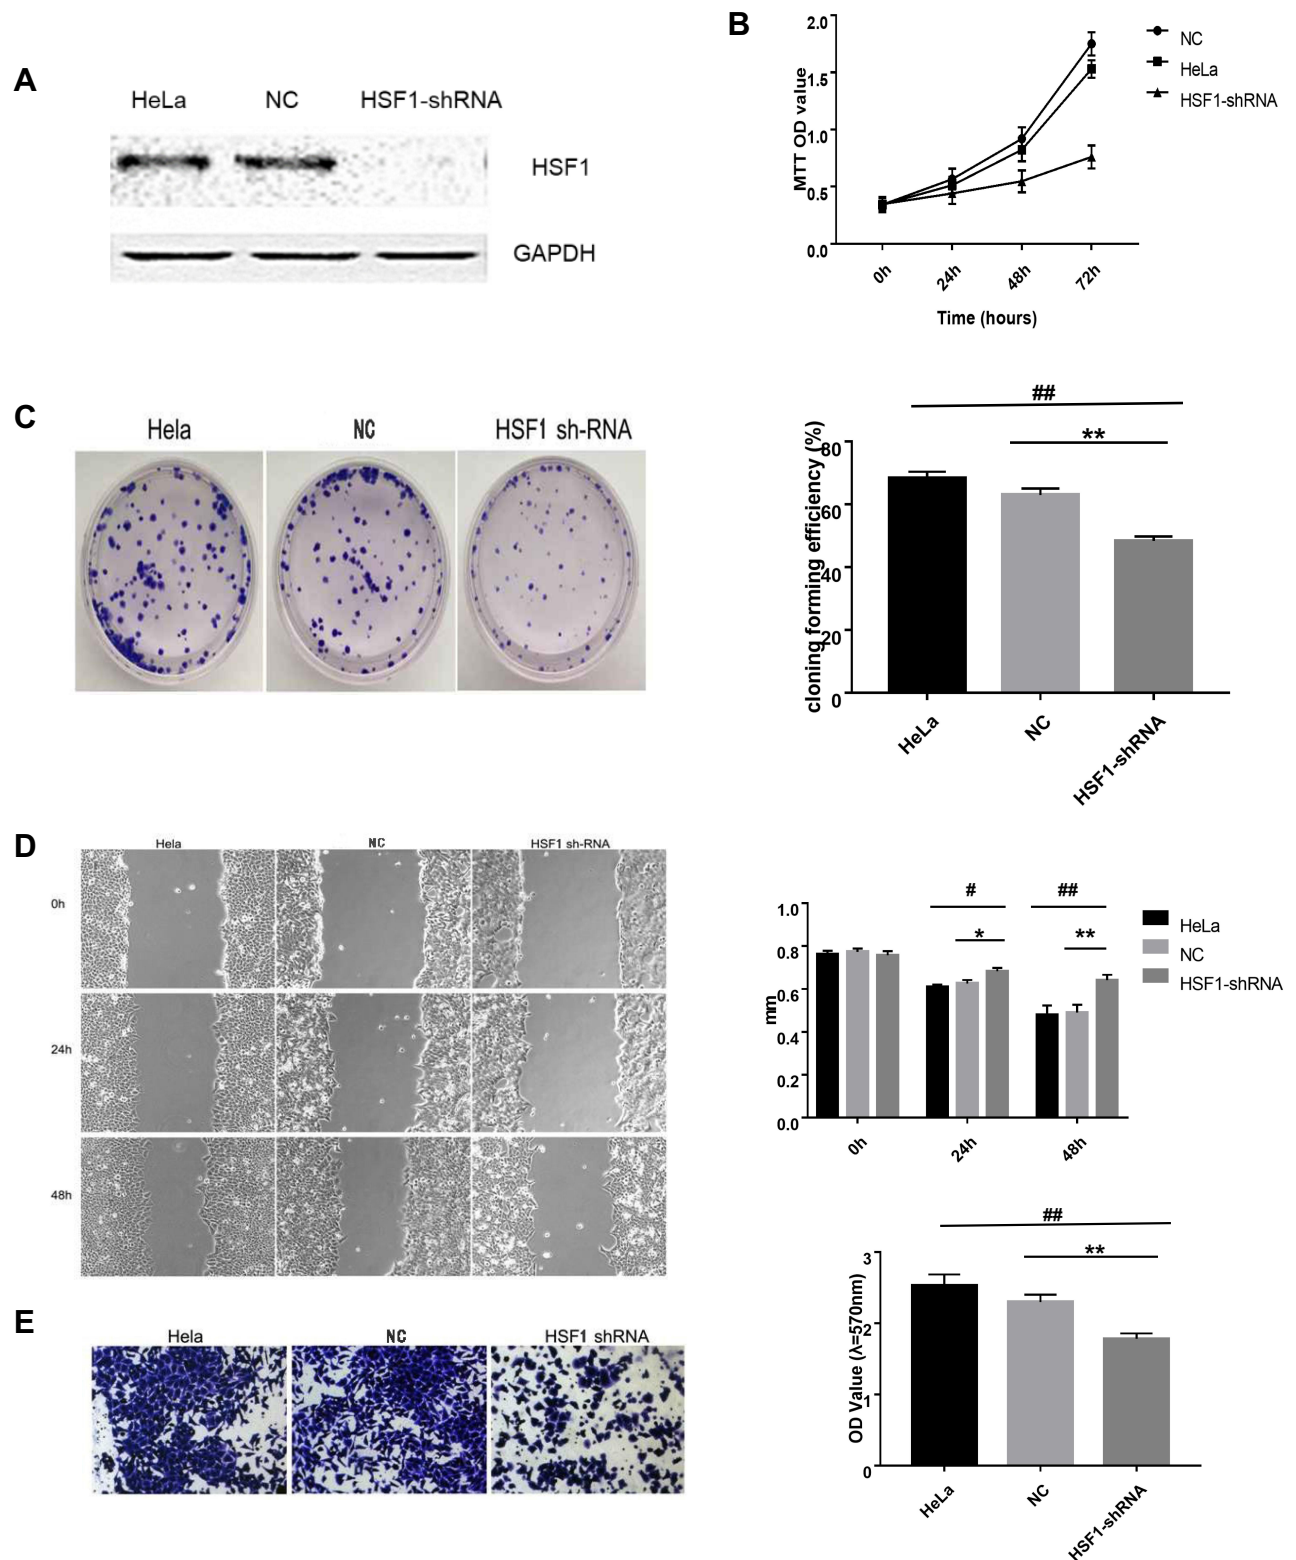 A
HeLa NC HSF1-shRNA
HSF1
GAPDH
B
2.0
1.5
1.0
0.5
0.0
MTT OD value
0h 24h 48h 72h
Time (hours)
NC
HeLa
HSF1-shRNA
C
Hela NC HSF1 sh-RNA
##
**
80
60
40
20
0
cloning forming efficiency (%)
HeLa NC HSF1-shRNA
D
Hela NC HSF1 sh-RNA
0h
24h
48h
# ##
* **
1.0
0.8
0.6
0.4
0.2
0.0
mm
0h 24h 48h
HeLa
NC
HSF1-shRNA
E
Hela NC HSF1 shRNA
##
**
3
2
1
0
OD Value (λ=570nm)
HeLa NC HSF1-shRNA